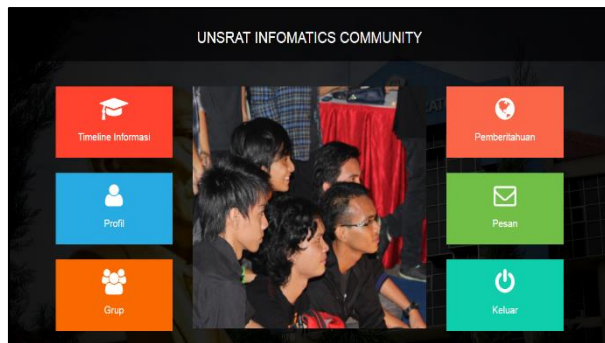 UNSRAT INFOMATICS COMMUNITY
Timeline Informasi
Pemberitahuan
Profil
Pesan
Grup
Keluar